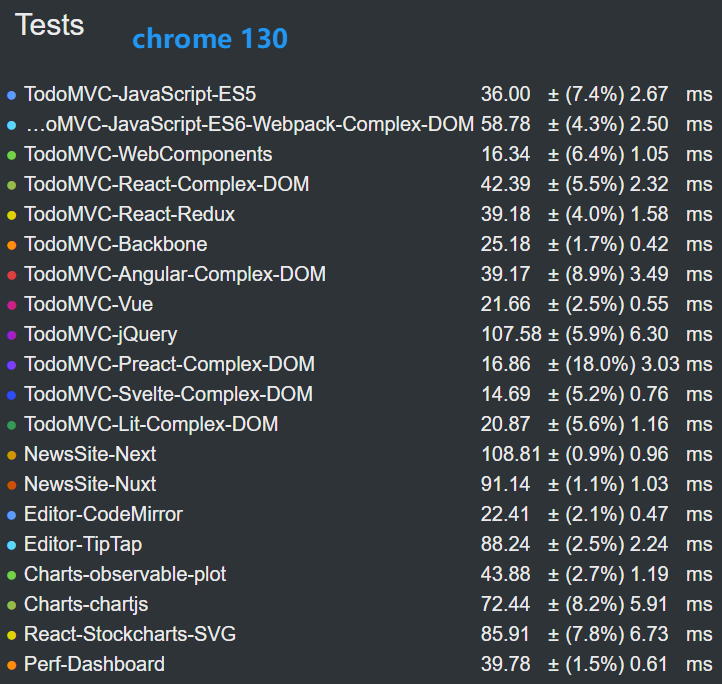 Tests
chrome 130
TodoMVC-JavaScript-ES5 36.00 ± (7.4%) 2.67 ms
...oMVC-JavaScript-ES6-Webpack-Complex-DOM 58.78 ± (4.3%) 2.50 ms
TodoMVC-WebComponents 16.34 ± (6.4%) 1.05 ms
TodoMVC-React-Complex-DOM 42.39 ± (5.5%) 2.32 ms
TodoMVC-React-Redux 39.18 ± (4.0%) 1.58 ms
TodoMVC-Backbone 25.18 ± (1.7%) 0.42 ms
TodoMVC-Angular-Complex-DOM 39.17 ± (8.9%) 3.49 ms
TodoMVC-Vue 21.66 ± (2.5%) 0.55 ms
TodoMVC-jQuery 107.58 ± (5.9%) 6.30 ms
TodoMVC-Preact-Complex-DOM 16.86 ± (18.0%) 3.03 ms
TodoMVC-Svelte-Complex-DOM 14.69 ± (5.2%) 0.76 ms
TodoMVC-Lit-Complex-DOM 20.87 ± (5.6%) 1.16 ms
NewsSite-Next 108.81 ± (0.9%) 0.96 ms
NewsSite-Nuxt 91.14 ± (1.1%) 1.03 ms
Editor-CodeMirror 22.41 ± (2.1%) 0.47 ms
Editor-TipTap 88.24 ± (2.5%) 2.24 ms
Charts-observable-plot 43.88 ± (2.7%) 1.19 ms
Charts-chartjs 72.44 ± (8.2%) 5.91 ms
React-Stockcharts-SVG 85.91 ± (7.8%) 6.73 ms
Perf-Dashboard 39.78 ± (1.5%) 0.61 ms